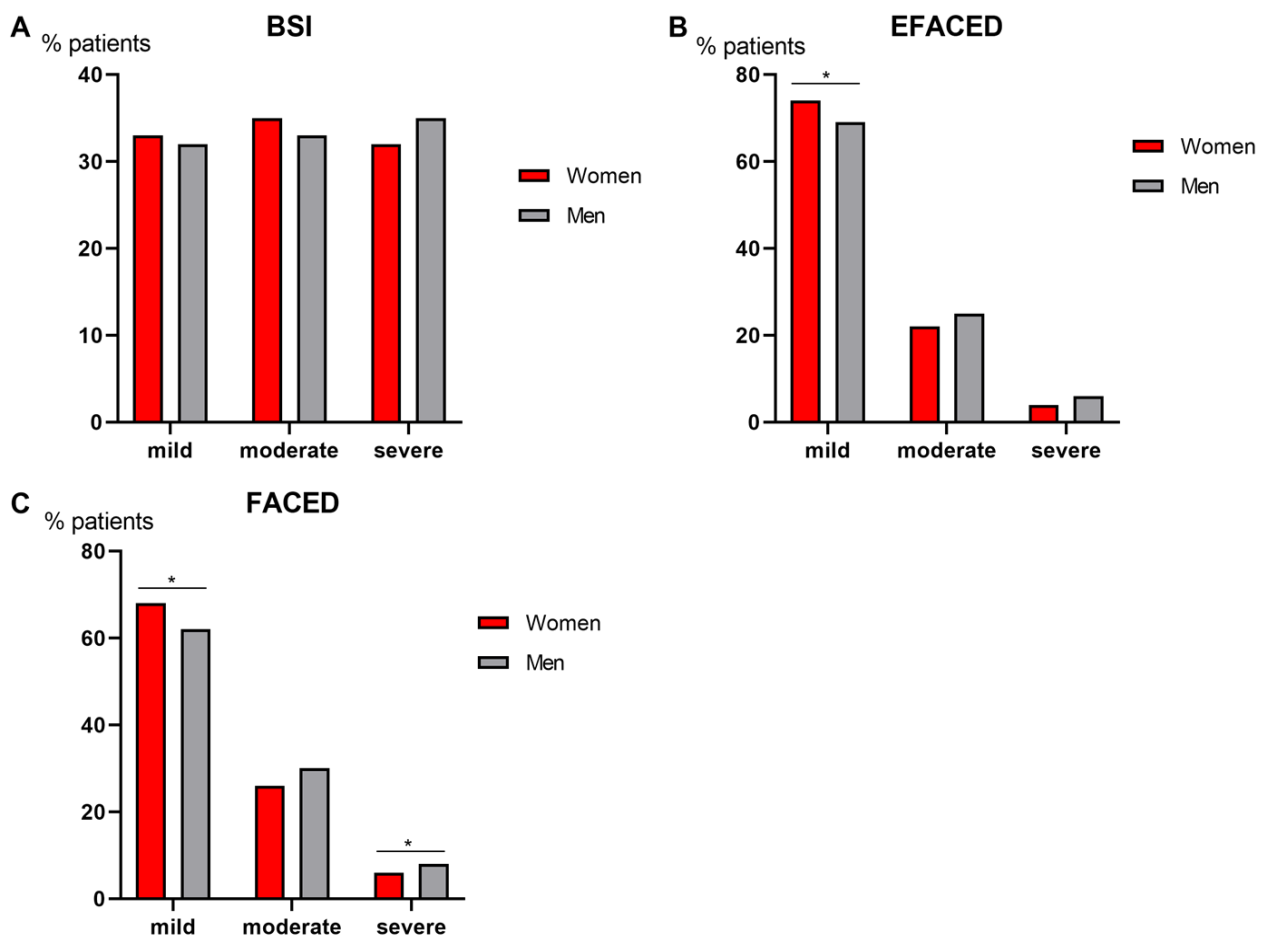 A
BSI
% patients
40
30
20
10
0
mild
moderate
severe
Women
Men
B
EFACED
% patients
80
60
40
20
0
*
mild
moderate
severe
Women
Men
C
FACED
% patients
80
60
40
20
0
*
*
mild
moderate
severe
Women
Men